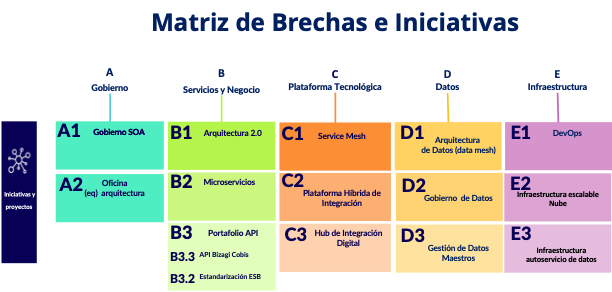 Matriz de Brechas e Iniciativas
A
Gobierno
B
Servicios y Negocio
C
Plataforma Tecnológica
D
Datos
E
Infraestructura
Iniciativas y
proyectos
A1 Gobierno SOA
B1 Arquitectura 2.0
C1 Service Mesh
D1 Arquitectura
de Datos (data mesh)
E1 DevOps
A2 Oficina
(eq) arquitectura
B2 Microservicios
C2 Plataforma Híbrida de
Integración
D2 Gobierno de Datos
E2 Infraestructura escalable
Nube
B3 Portafolio API
B3.3 API Bizagi Cobis
B3.2 Estandarización ESB
C3 Hub de Integración
Digital
D3 Gestión de Datos
Maestros
E3 Infraestructura
autoservicio de datos